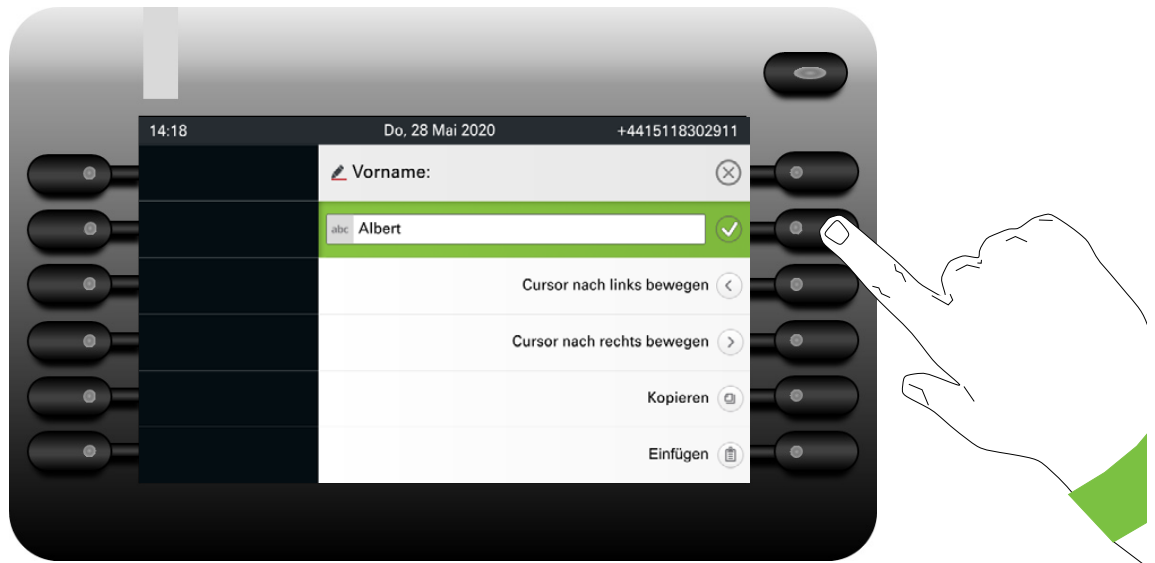 14:18 Do, 28 Mai 2020 +4415118302911
Vorname:
abc Albert
Cursor nach links bewegen
Cursor nach rechts bewegen
Kopieren
Einfügen